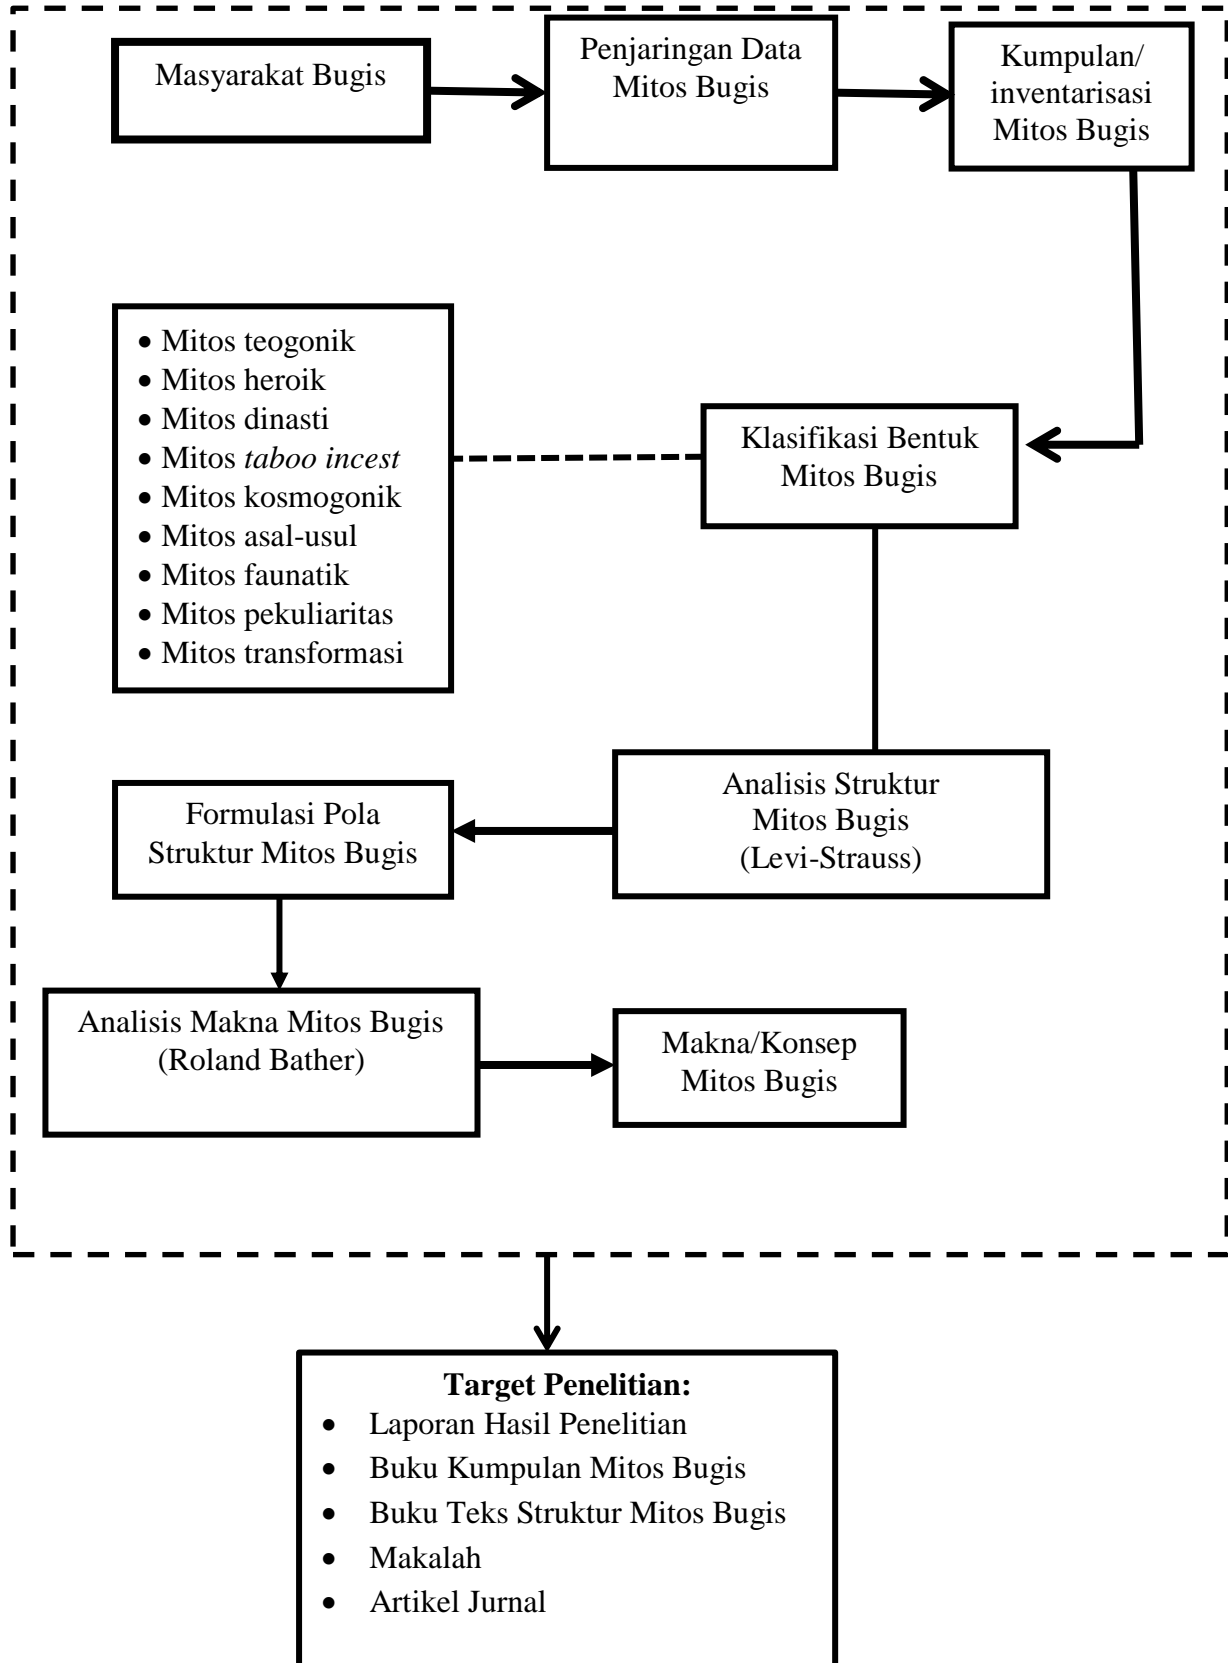 Masyarakat Bugis
Penjaringan Data
Mitos Bugis
Kumpulan/
inventarisasi
Mitos Bugis
• Mitos teogonik
• Mitos heroik
• Mitos dinasti
• Mitos taboo incest
• Mitos kosmogonik
• Mitos asal-usul
• Mitos faunatik
• Mitos pekuliaritas
• Mitos transformasi
Klasifikasi Bentuk
Mitos Bugis
Analisis Struktur
Mitos Bugis
(Levi-Strauss)
Formulasi Pola
Struktur Mitos Bugis
Analisis Makna Mitos Bugis
(Roland Bather)
Makna/Konsep
Mitos Bugis
Target Penelitian:
• Laporan Hasil Penelitian
• Buku Kumpulan Mitos Bugis
• Buku Teks Struktur Mitos Bugis
• Makalah
• Artikel Jurnal